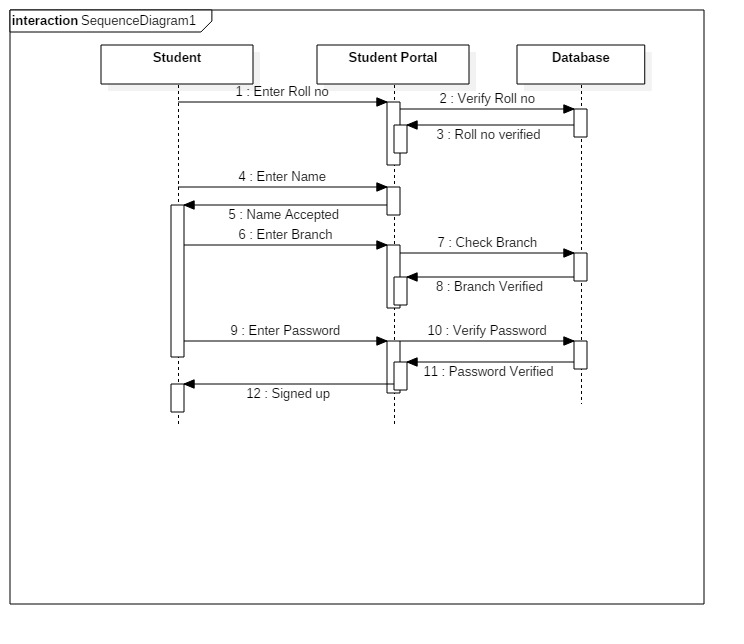 interaction SequenceDiagram1
Student
Student Portal
Database
1 : Enter Roll no
2 : Verify Roll no
3 : Roll no verified
4 : Enter Name
5 : Name Accepted
6 : Enter Branch
7 : Check Branch
8 : Branch Verified
9 : Enter Password
10 : Verify Password
11 : Password Verified
12 : Signed up